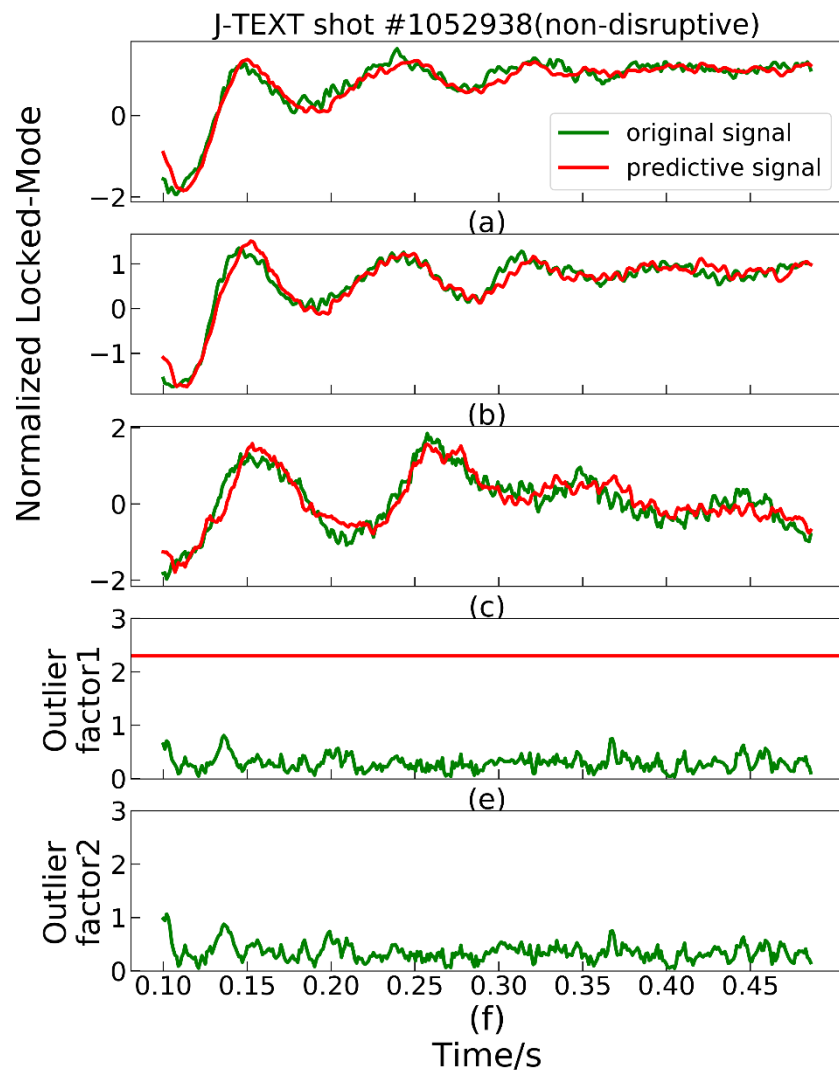 J-TEXT shot #1052938(non-disruptive)
Normalized Locked-Mode
0
−2
original signal
predictive signal
(a)
1
0
−1
(b)
2
0
−2
(c)
Outlier
factor1
3
2
1
0
(e)
Outlier
factor2
3
2
1
0
0.10 0.15 0.20 0.25 0.30 0.35 0.40 0.45
(f)
Time/s